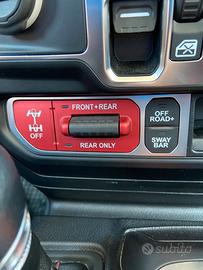 FRONT+REAR
OFF
REAR ONLY
OFF
ROAD+
SWAY
BAR
subito